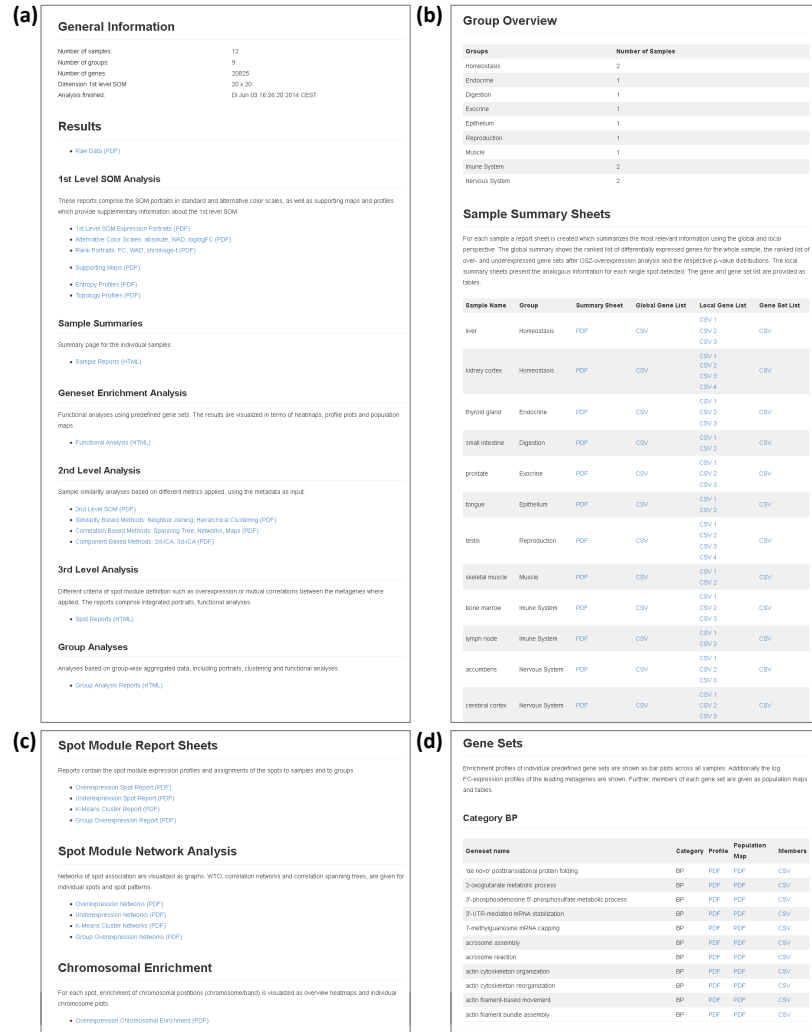 (a)
General Information
Number of samples: 12
Number of groups: 9
Number of genes: 20825
Dimension 1st level SOM 20 x 20
Analysis finished: Di Jun 03 16:26:20 2014 CEST
Results
• Raw Data (PDF)
1st Level SOM Analysis
These reports comprise the SOM portraits in standard and alternative color scales, as well as supporting maps and profiles
which provide supplementary information about the 1st level SOM.
• 1st Level SOM Expression Portraits (PDF)
• Alternative Color Scales: absolute, WAD, loglogFC (PDF)
• Rank Portraits: FC, WAD, shrinkage-t (PDF)
• Supporting Maps (PDF)
• Entropy Profiles (PDF)
• Topology Profiles (PDF)
Sample Summaries
Summary page for the individual samples.
• Sample Reports (HTML)
Geneset Enrichment Analysis
Functional analyses using predefined gene sets. The results are visualized in terms of heatmaps, profile plots and population
maps.
• Functional Analysis (HTML)
2nd Level Analysis
Sample similarity analyses based on different metrics applied, using the metadata as input.
• 2nd Level SOM (PDF)
• Similarity Based Methods: Neighbor Joining, Hierarchical Clustering (PDF)
• Correlation Based Methods: Spanning Tree, Networks, Maps (PDF)
• Component Based Methods: 2d-ICA, 3d-ICA (PDF)
3rd Level Analysis
Different criteria of spot module definition such as overexpression or mutual correlations between the metagenes where
applied. The reports comprise integrated portraits, functional analyses.
• Spot Reports (HTML)
Group Analyses
Analyses based on group-wise aggregated data, including portraits, clustering and functional analyses.
• Group Analysis Reports (HTML)
(b)
Group Overview
Groups Number of Samples
Homeostasis 2
Endocrine 1
Digestion 1
Exocrine 1
Epithelium 1
Reproduction 1
Muscle 1
Imune System 2
Nervous System 2
Sample Summary Sheets
For each sample a report sheet is created which summarizes the most relevant information using the global and local
perspective. The global summary shows the ranked list of differentially expressed genes for the whole sample, the ranked list of
over- and underexpressed gene sets after GSZ-overexpression analysis and the respective p-value distributions. The local
summary sheets present the analogous information for each single spot detected. The gene and gene set list are provided as
tables.
Sample Name Group Summary Sheet Global Gene List Local Gene List Gene Set List
CSV 1
liver Homeostasis PDF CSV CSV 2 CSV
CSV 3
CSV 1
CSV 2
kidney cortex Homeostasis PDF CSV CSV 3 CSV
CSV 4
CSV 1
thyroid gland Endocrine PDF CSV CSV 2 CSV
CSV 3
small intestine Digestion PDF CSV CSV 1 CSV
CSV 2
CSV 1
prostate Exocrine PDF CSV CSV 2 CSV
CSV 3
tongue Epithelium PDF CSV CSV 1 CSV
CSV 2
CSV 1
CSV 2
testis Reproduction PDF CSV CSV 3 CSV
CSV 4
skeletal muscle Muscle PDF CSV CSV 1 CSV
CSV 2
CSV 1
bone marrow Imune System PDF CSV CSV 2 CSV
CSV 3
lymph node Imune System PDF CSV CSV 1 CSV
CSV 2
CSV 1
accumbens Nervous System PDF CSV CSV 2 CSV
CSV 3
CSV 1
cerebral cortex Nervous System PDF CSV CSV 2 CSV
CSV 3
(c)
Spot Module Report Sheets
Reports contain the spot module expression profiles and assignments of the spots to samples and to groups.
• Overexpression Spot Report (PDF)
• Underexpression Spot Report (PDF)
• K-Means Cluster Report (PDF)
• Group Overexpression Report (PDF)
Spot Module Network Analysis
Networks of spot association are visualized as graphs. WTO, correlation networks and correlation spanning trees, are given for
individual spots and spot patterns.
• Overexpression Networks (PDF)
• Underexpression Networks (PDF)
• K-Means Cluster Networks (PDF)
• Group Overexpression Networks (PDF)
Chromosomal Enrichment
For each spot, enrichment of chromosomal postitions (chromosome/band) is visualized as overview heatmaps and individual
chromosome plots.
• Overexpression Chromosomal Enrichment (PDF)
(d)
Gene Sets
Enrichment profiles of individual predefined gene sets are shown as bar plots across all samples. Additionally the log
FC-expression profiles of the leading metagenes are shown. Further, members of each gene set are given as population maps
and tables.
Category BP
Geneset name Category Profile Population Map Members
'de novo' posttranslational protein folding BP PDF PDF CSV
2-oxoglutarate metabolic process BP PDF PDF CSV
3'-phosphoadenosine 5'-phosphosulfate metabolic process BP PDF PDF CSV
3'-UTR-mediated mRNA stabilization BP PDF PDF CSV
7-methylguanosine mRNA capping BP PDF PDF CSV
acrosome assembly BP PDF PDF CSV
acrosome reaction BP PDF PDF CSV
actin cytoskeleton organization BP PDF PDF CSV
actin cytoskeleton reorganization BP PDF PDF CSV
actin filament-based movement BP PDF PDF CSV
actin filament bundle assembly BP PDF PDF CSV